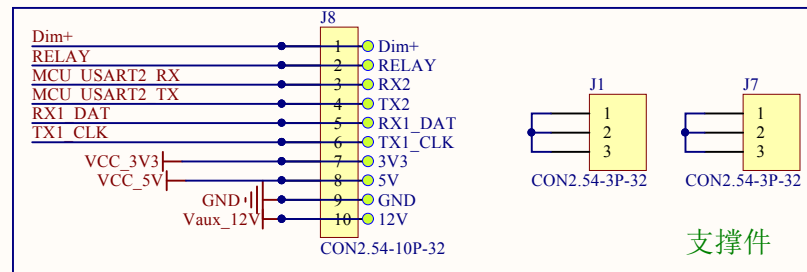 J8
Dim+ 1 Dim+
RELAY 2 RELAY
MCU_USART2_RX 3 RX2
MCU_USART2_TX 4 TX2
RX1_DAT 5 RX1_DAT
TX1_CLK 6 TX1_CLK
VCC_3V3 7 3V3
VCC_5V 8 5V
GND 9 GND
Vaux_12V 10 12V
CON2.54-10P-32
J1
1
2
3
CON2.54-3P-32
J7
1
2
3
CON2.54-3P-32
支撑件